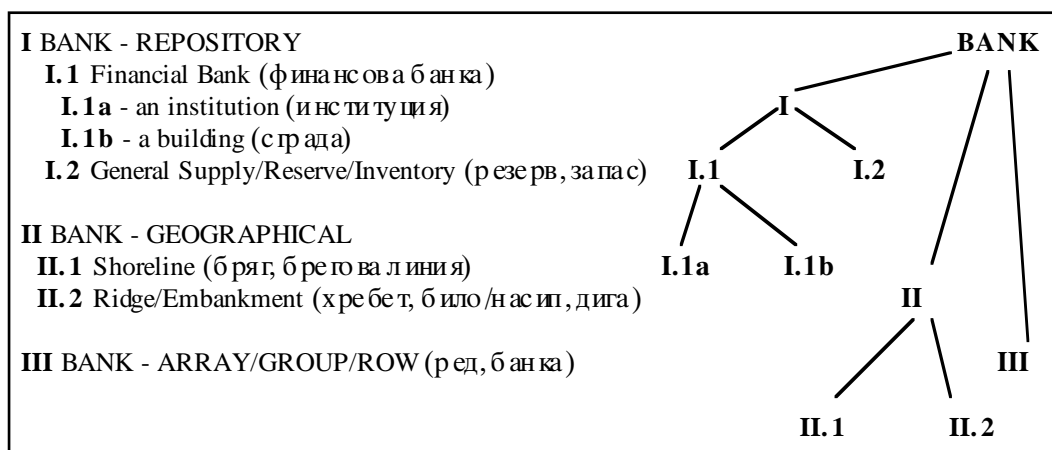 I BANK - REPOSITORY
I.1 Financial Bank (финансова банка)
I.1a - an institution (институция)
I.1b - a building (сграда)
I.2 General Supply/Reserve/Inventory (резерв, запас)
II BANK - GEOGRAPHICAL
II.1 Shoreline (бряг, брегова линия)
II.2 Ridge/Embankment (хребет, било/насип, дига)
III BANK - ARRAY/GROUP/ROW (ред, банка)
BANK
I
I.1 I.2
I.1a I.1b
II
III
II.1 II.2